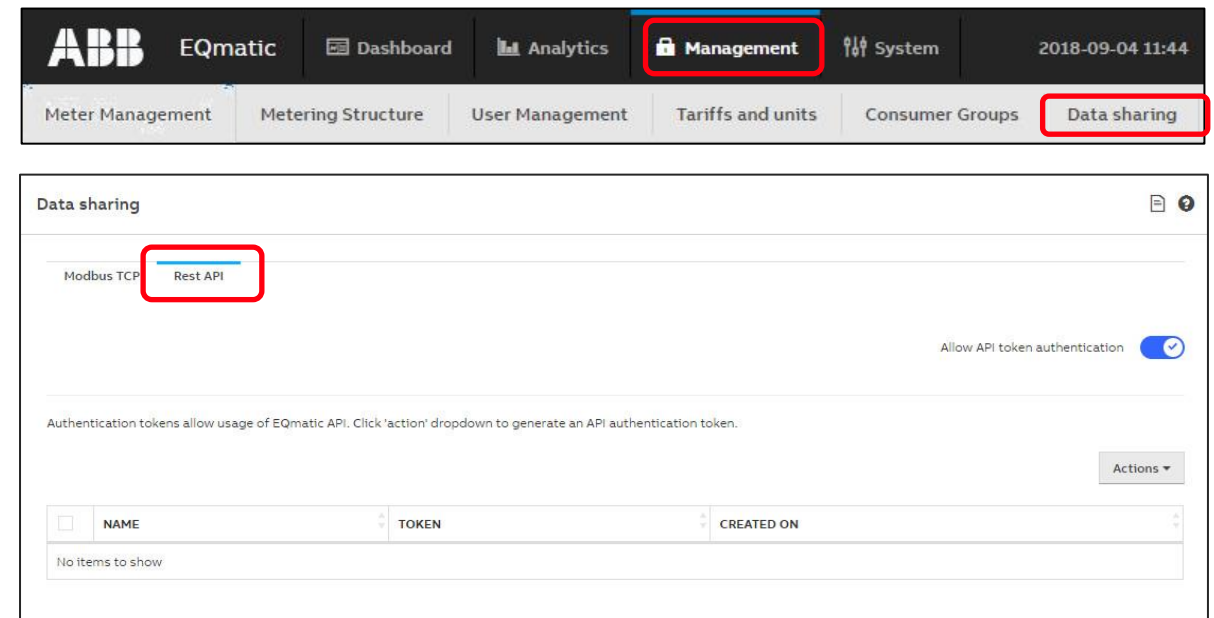 ABB EQmatic Dashboard Analytics Management System 2018-09-04 11:44
Meter Management Metering Structure User Management Tariffs and units Consumer Groups Data sharing
Data sharing
Modbus TCP Rest API
Allow API token authentication
Authentication tokens allow usage of EQmatic API. Click 'action' dropdown to generate an API authentication token.
Actions
NAME TOKEN CREATED ON
No items to show